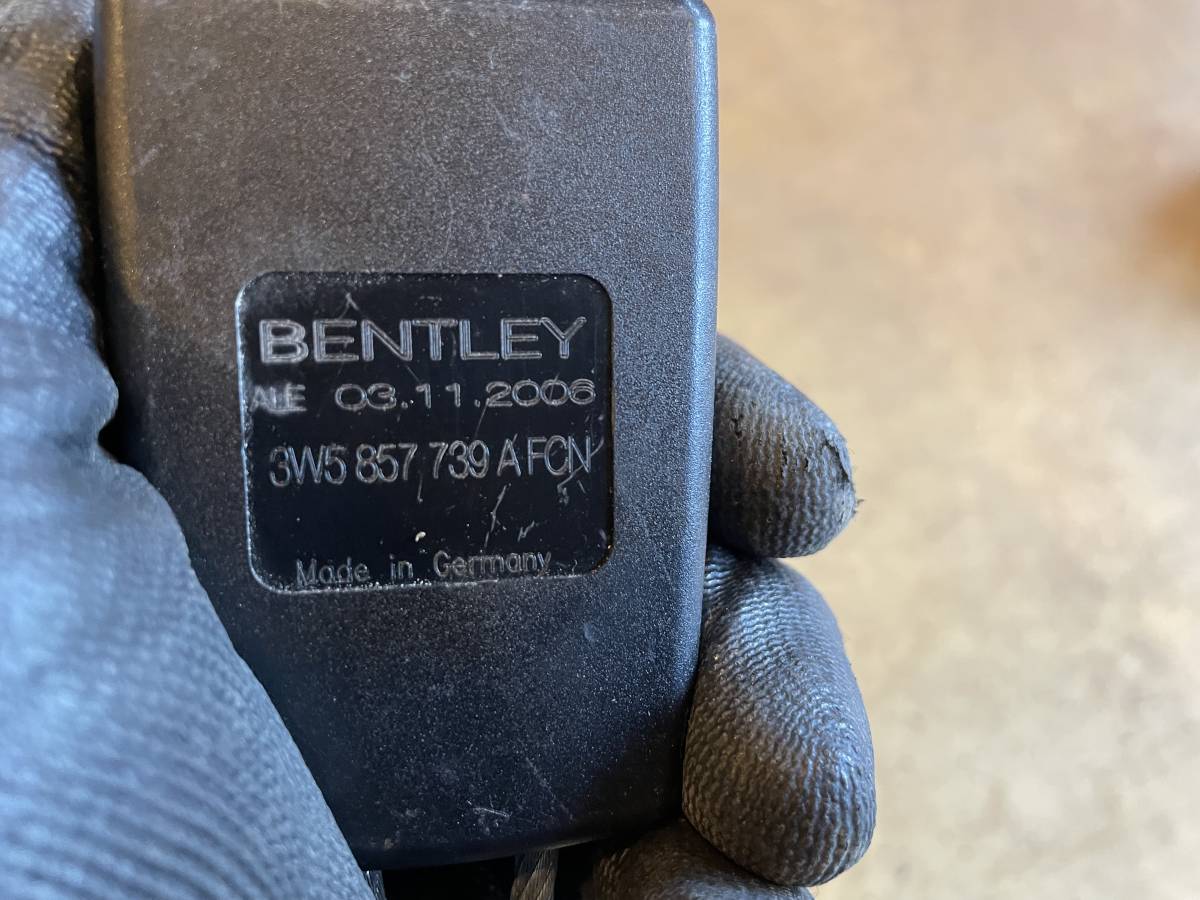 BENTLEY
ALE 03.11.2006
3W5 857 739 A FCN
Made in Germany